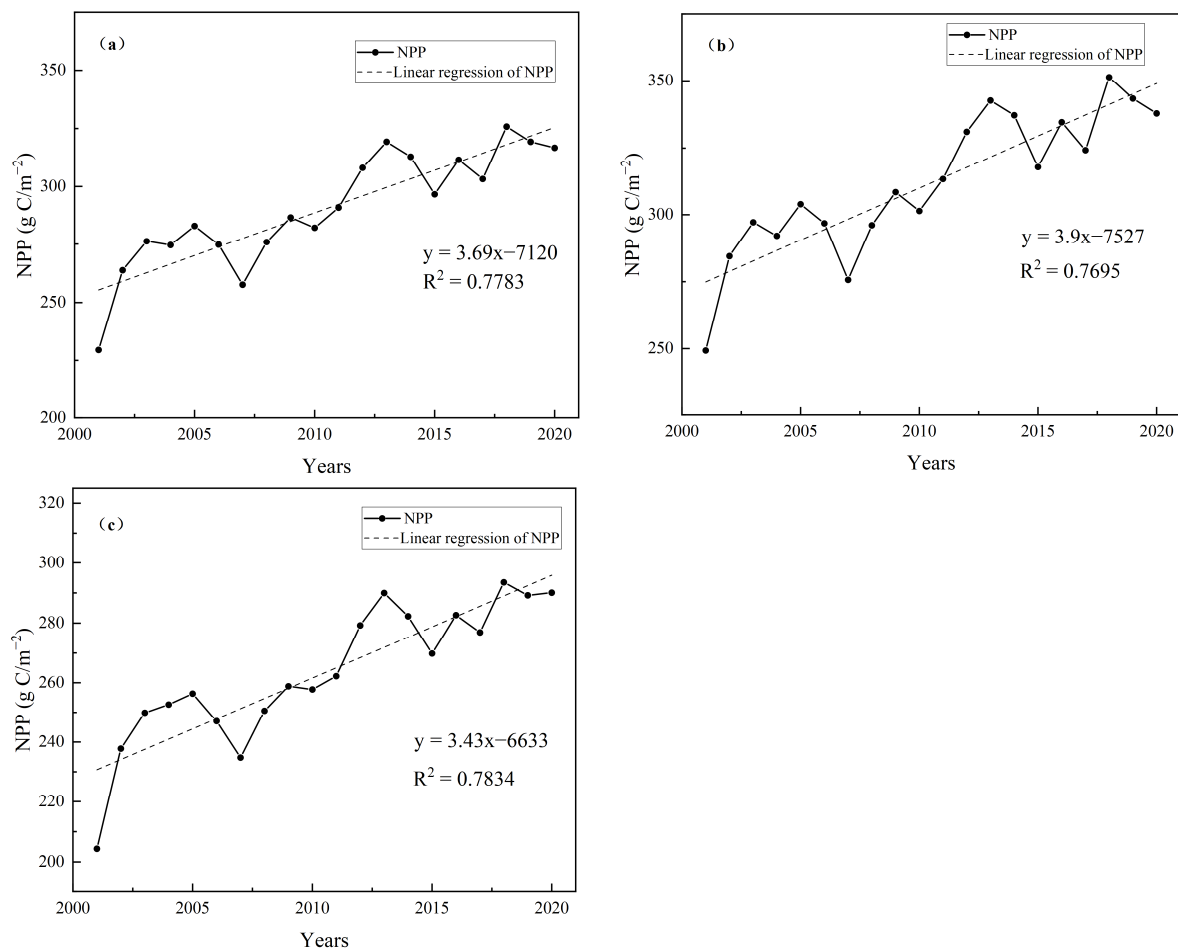 (a)
NPP
Linear regression of NPP
350
300
250
200
NPP (g C/m⁻²)
y = 3.69x−7120
R² = 0.7783
2000 2005 2010 2015 2020
Years
(b)
NPP
Linear regression of NPP
350
300
250
NPP (g C/m⁻²)
y = 3.9x−7527
R² = 0.7695
2000 2005 2010 2015 2020
Years
(c)
NPP
Linear regression of NPP
320
300
280
260
240
220
200
NPP (g C/m⁻²)
y = 3.43x−6633
R² = 0.7834
2000 2005 2010 2015 2020
Years